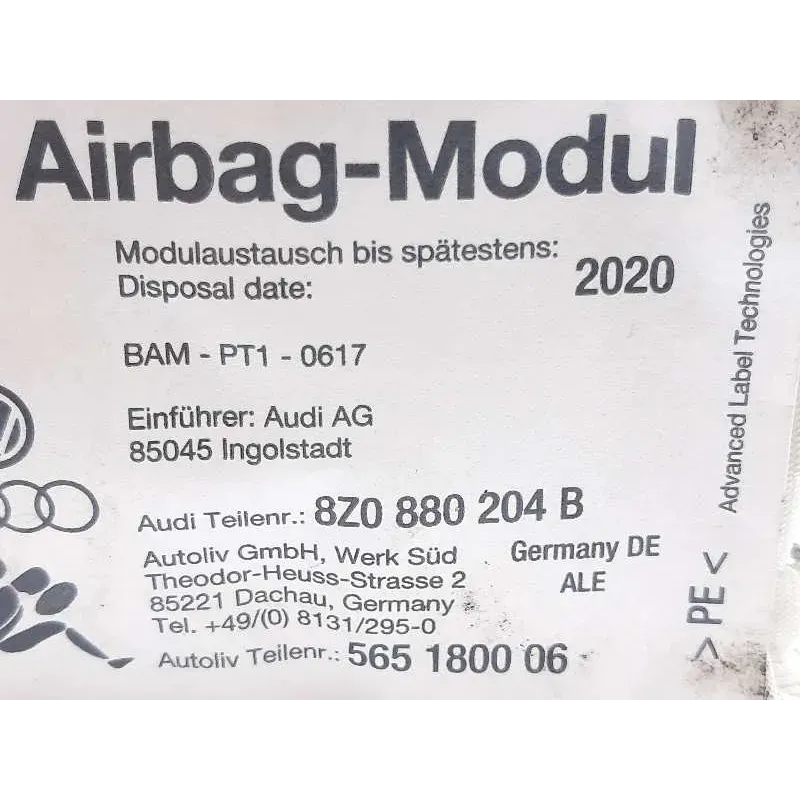 Airbag-Modul
Modulaustausch bis spätestens:
Disposal date:
2020
BAM - PT1 - 0617
Einführer: Audi AG
85045 Ingolstadt
Audi Teilenr.: 8Z0 880 204 B
Autoliv GmbH, Werk Süd
Theodor-Heuss-Strasse 2
85221 Dachau, Germany
Tel. +49/(0) 8131/295-0
Germany DE
ALE
Autoliv Teilenr.: 565 1800 06
Advanced Label Technologies
> PE <